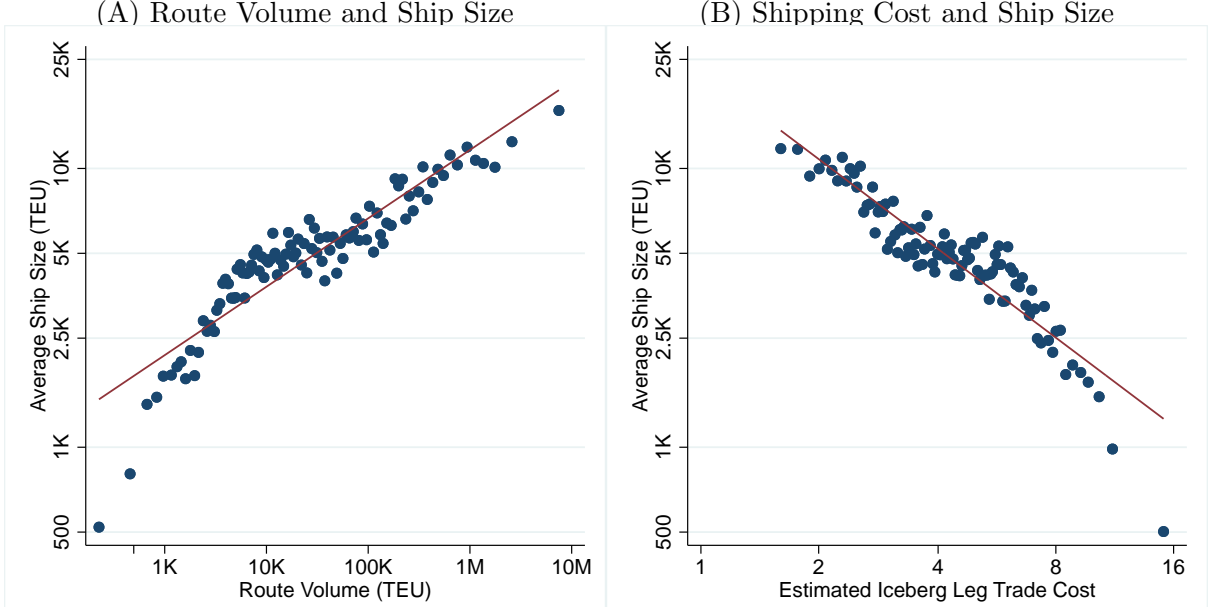 (A) Route Volume and Ship Size
25K
10K
5K
2.5K
1K
500
Average Ship Size (TEU)
1K
10K
100K
1M
10M
Route Volume (TEU)
(B) Shipping Cost and Ship Size
25K
10K
5K
2.5K
1K
500
Average Ship Size (TEU)
1
2
4
8
16
Estimated Iceberg Leg Trade Cost